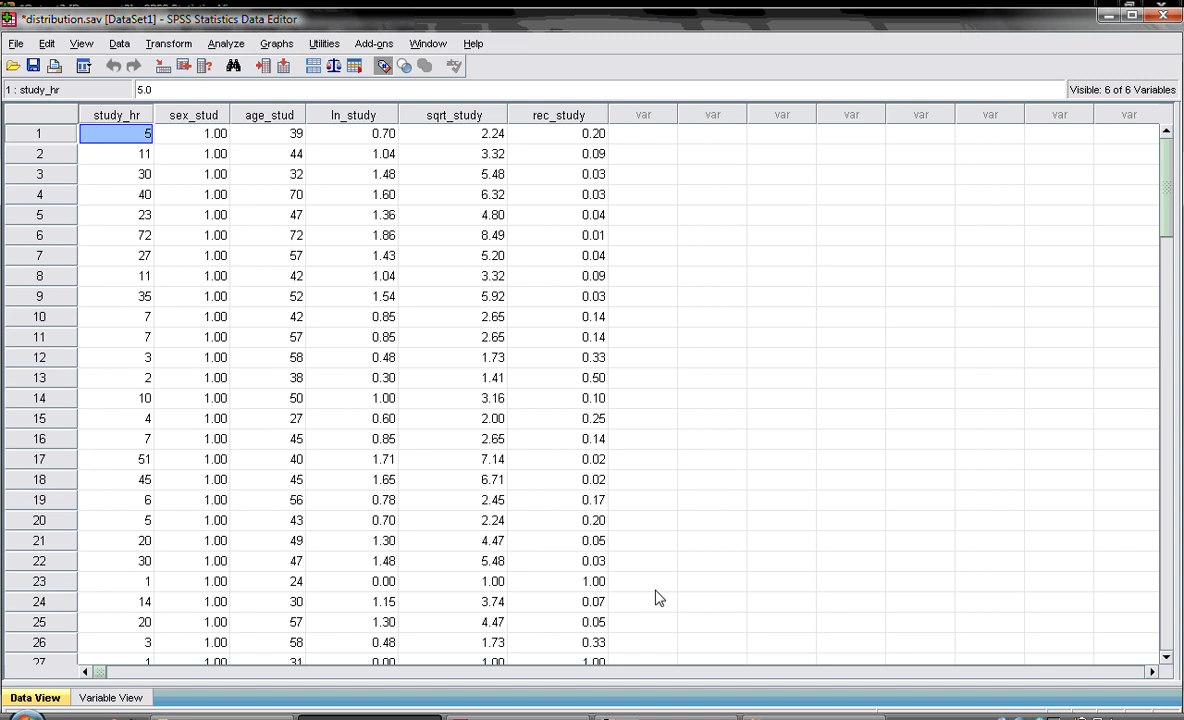 *distribution.sav [DataSet1] - SPSS Statistics Data Editor
File Edit View Data Transform Analyze Graphs Utilities Add-ons Window Help
1 : study_hr 5.0 Visible: 6 of 6 Variables
study_hr sex_stud age_stud ln_study sqrt_study rec_study var var var var var var var var
1 5 1.00 39 0.70 2.24 0.20
2 11 1.00 44 1.04 3.32 0.09
3 30 1.00 32 1.48 5.48 0.03
4 40 1.00 70 1.60 6.32 0.03
5 23 1.00 47 1.36 4.80 0.04
6 72 1.00 72 1.86 8.49 0.01
7 27 1.00 57 1.43 5.20 0.04
8 11 1.00 42 1.04 3.32 0.09
9 35 1.00 52 1.54 5.92 0.03
10 7 1.00 42 0.85 2.65 0.14
11 7 1.00 57 0.85 2.65 0.14
12 3 1.00 58 0.48 1.73 0.33
13 2 1.00 38 0.30 1.41 0.50
14 10 1.00 50 1.00 3.16 0.10
15 4 1.00 27 0.60 2.00 0.25
16 7 1.00 45 0.85 2.65 0.14
17 51 1.00 40 1.71 7.14 0.02
18 45 1.00 45 1.65 6.71 0.02
19 6 1.00 56 0.78 2.45 0.17
20 5 1.00 43 0.70 2.24 0.20
21 20 1.00 49 1.30 4.47 0.05
22 30 1.00 47 1.48 5.48 0.03
23 1 1.00 24 0.00 1.00 1.00
24 14 1.00 30 1.15 3.74 0.07
25 20 1.00 57 1.30 4.47 0.05
26 3 1.00 58 0.48 1.73 0.33
27 1 1.00 31 0.00 1.00 1.00
Data View Variable View